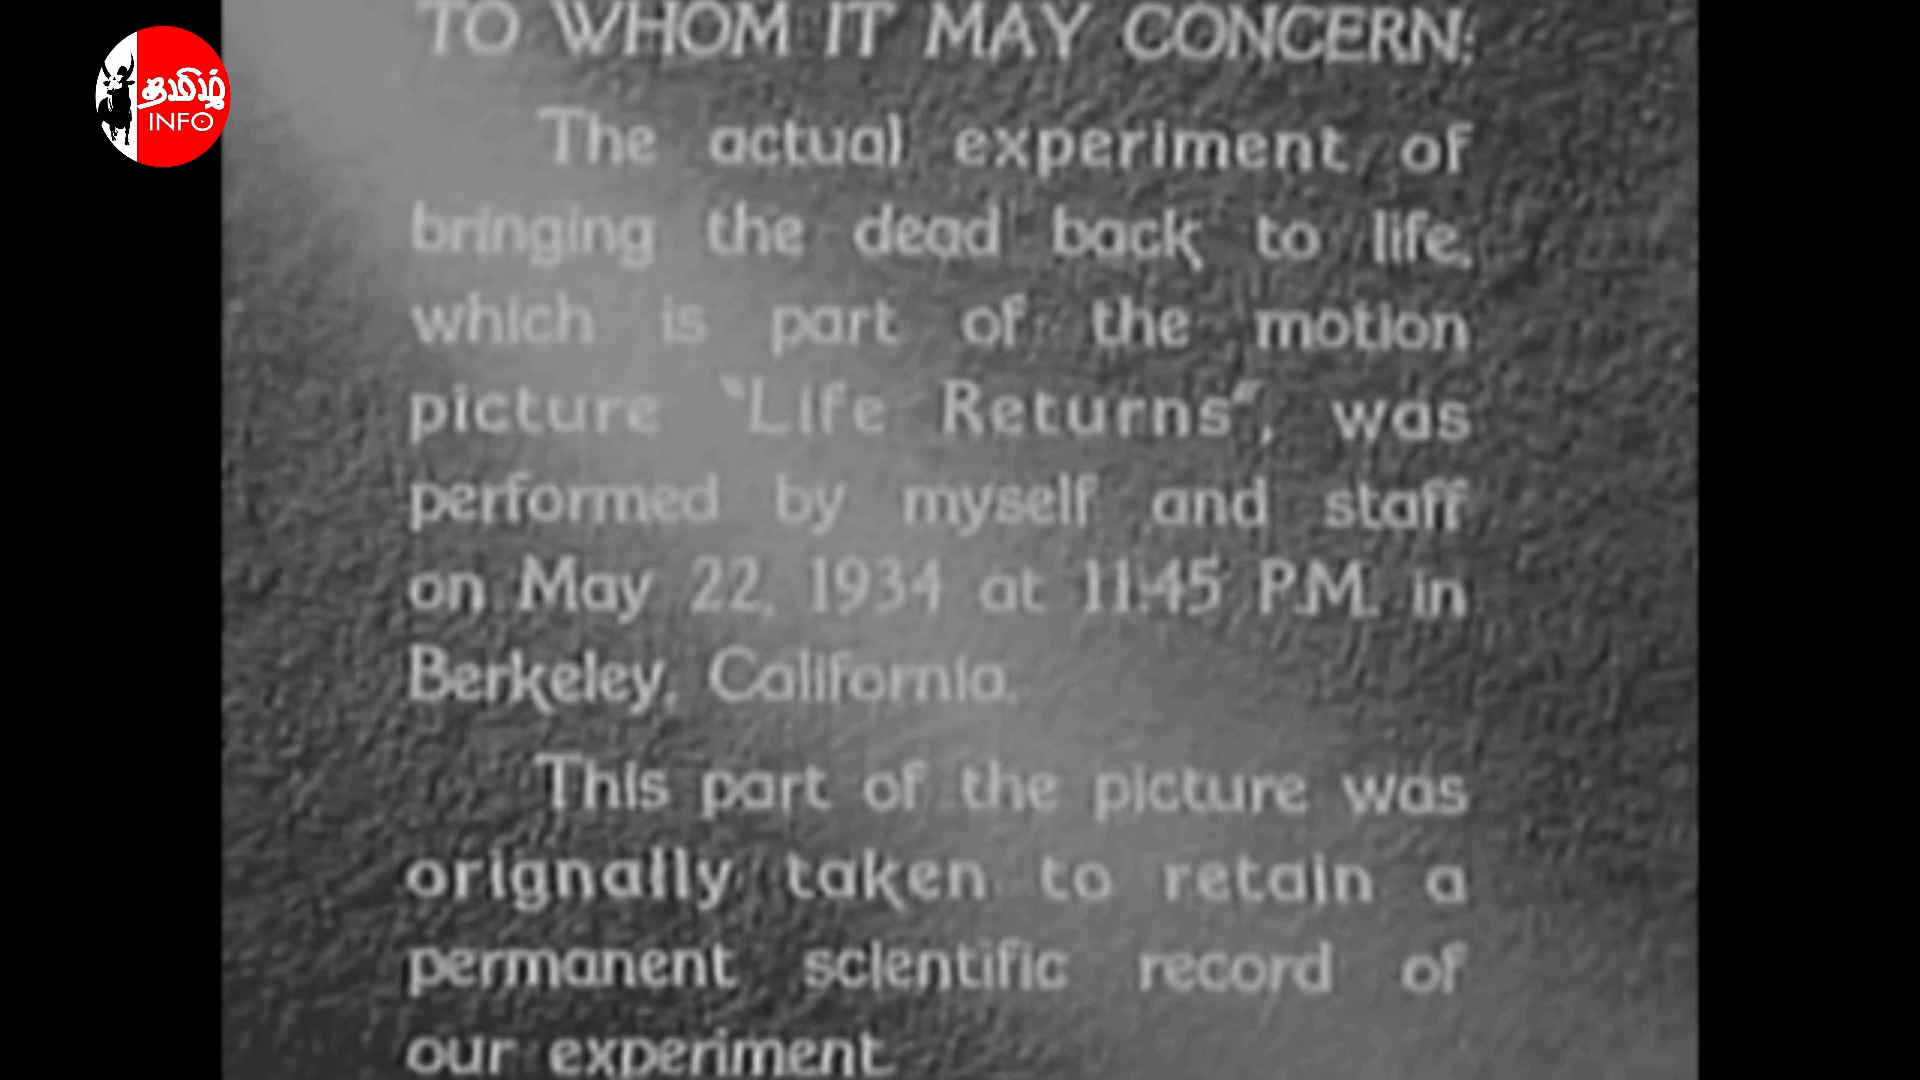 தமிழ்
INFO
TO WHOM IT MAY CONCERN:
The actual experiment of
bringing the dead back to life,
which is part of the motion
picture "Life Returns", was
performed by myself and staff
on May 22, 1934 at 11:45 P.M. in
Berkeley, California.
This part of the picture was
orignally taken to retain a
permanent scientific record of
our experiment.